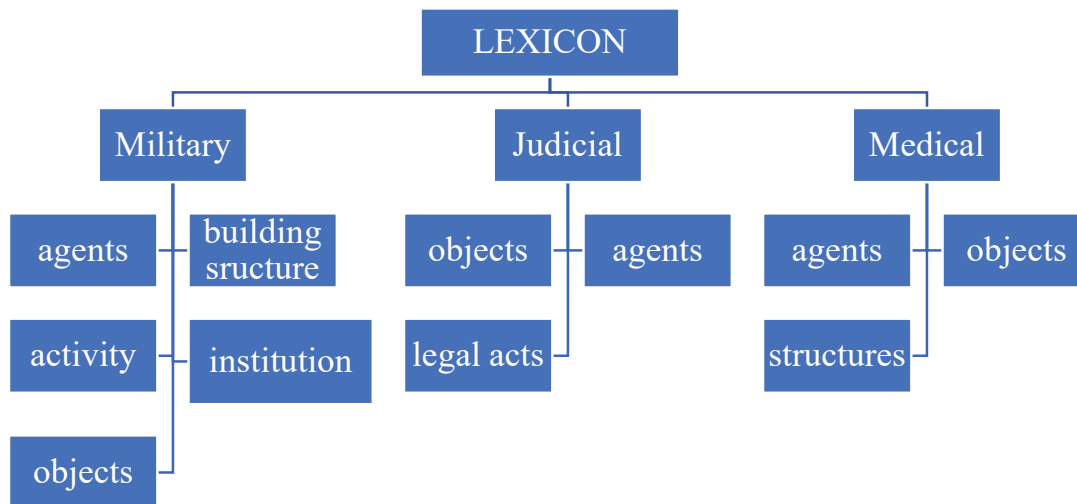 LEXICON
Military
Judicial
Medical
agents
building
sructure
objects
agents
agents
objects
activity
institution
legal acts
structures
objects